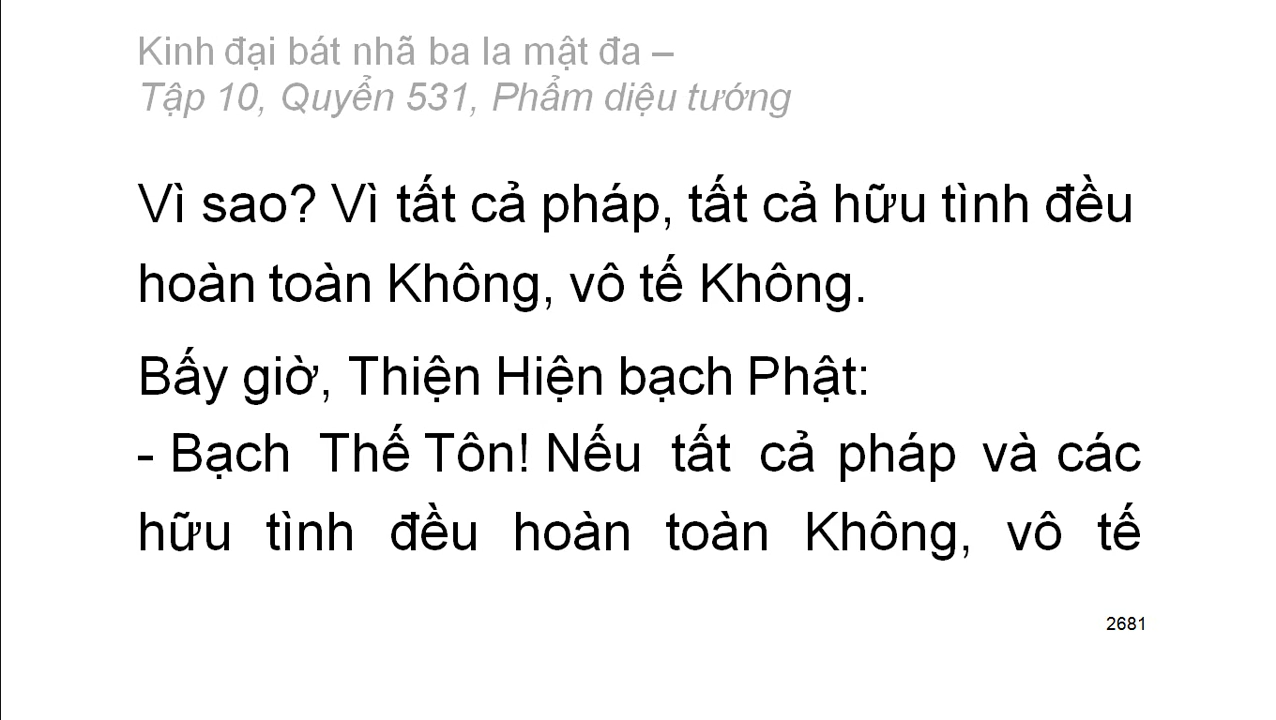 Kinh đại bát nhã ba la mật đa –
Tập 10, Quyển 531, Phẩm diệu tướng
Vì sao? Vì tất cả pháp, tất cả hữu tình đều
hoàn toàn Không, vô tế Không.
Bấy giờ, Thiện Hiện bạch Phật:
- Bạch Thế Tôn! Nếu tất cả pháp và các
hữu tình đều hoàn toàn Không, vô tế
2681